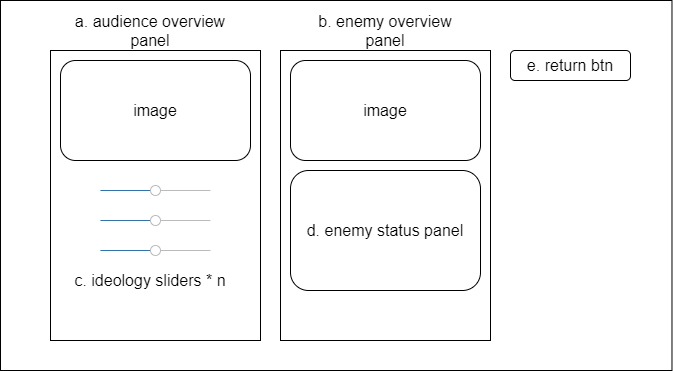 a. audience overview
panel
b. enemy overview
panel
e. return btn
image
image
d. enemy status panel
c. ideology sliders * n